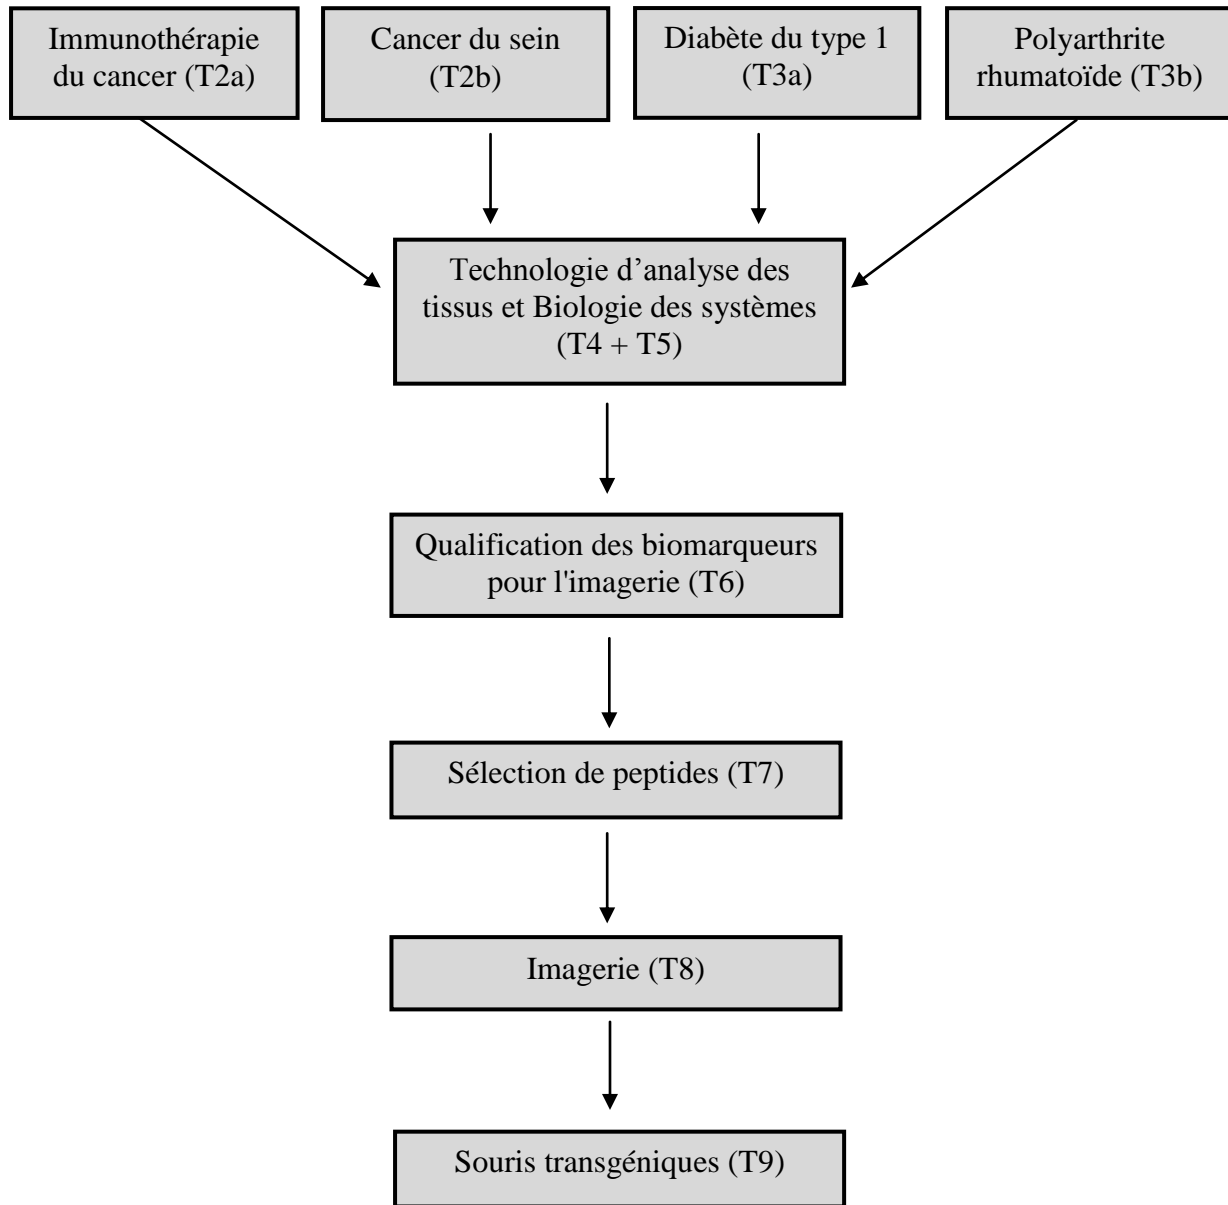 Immunothérapie
du cancer (T2a)
Cancer du sein
(T2b)
Diabète du type 1
(T3a)
Polyarthrite
rhumatoïde (T3b)
Technologie d’analyse des
tissus et Biologie des systèmes
(T4 + T5)
Qualification des biomarqueurs
pour l'imagerie (T6)
Sélection de peptides (T7)
Imagerie (T8)
Souris transgéniques (T9)